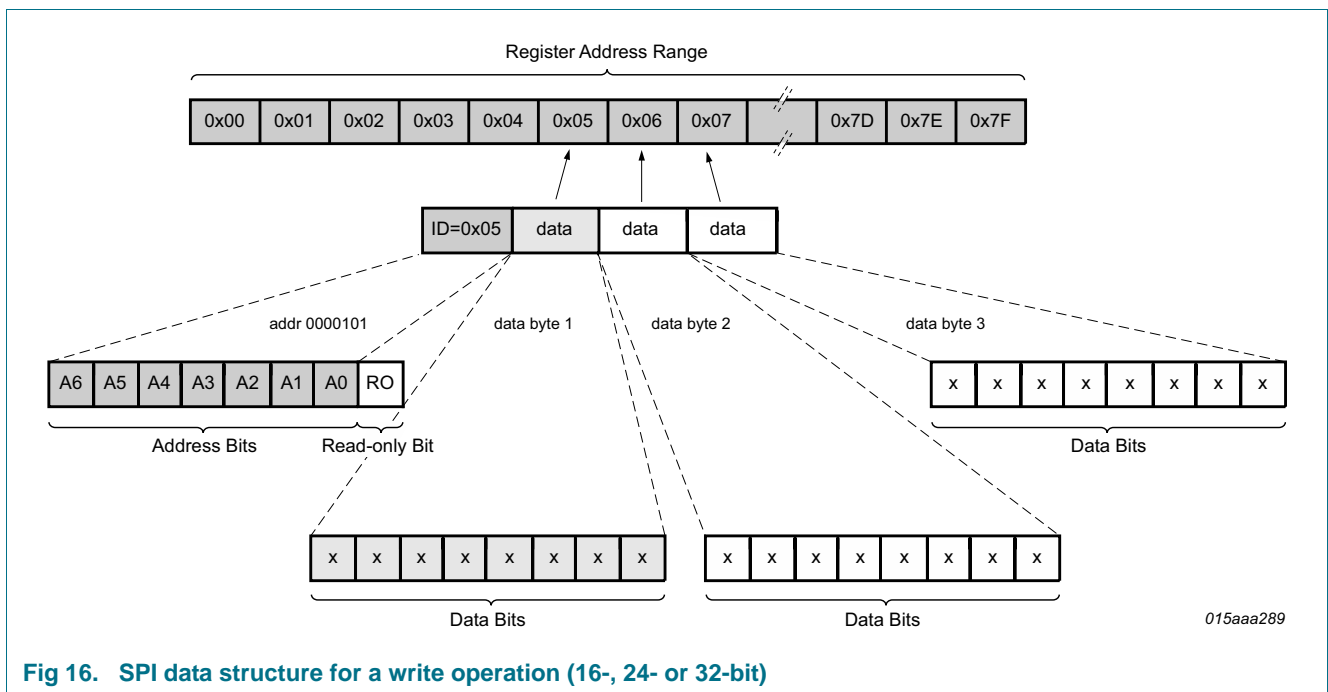 Register Address Range
0x00 0x01 0x02 0x03 0x04 0x05 0x06 0x07 0x7D 0x7E 0x7F
ID=0x05 data data data
addr 0000101 data byte 1 data byte 2 data byte 3
A6 A5 A4 A3 A2 A1 A0 RO x x x x x x x x
Address Bits Read-only Bit Data Bits
x x x x x x x x x x x x x x x x
Data Bits Data Bits 015aaa289
Fig 16. SPI data structure for a write operation (16-, 24- or 32-bit)